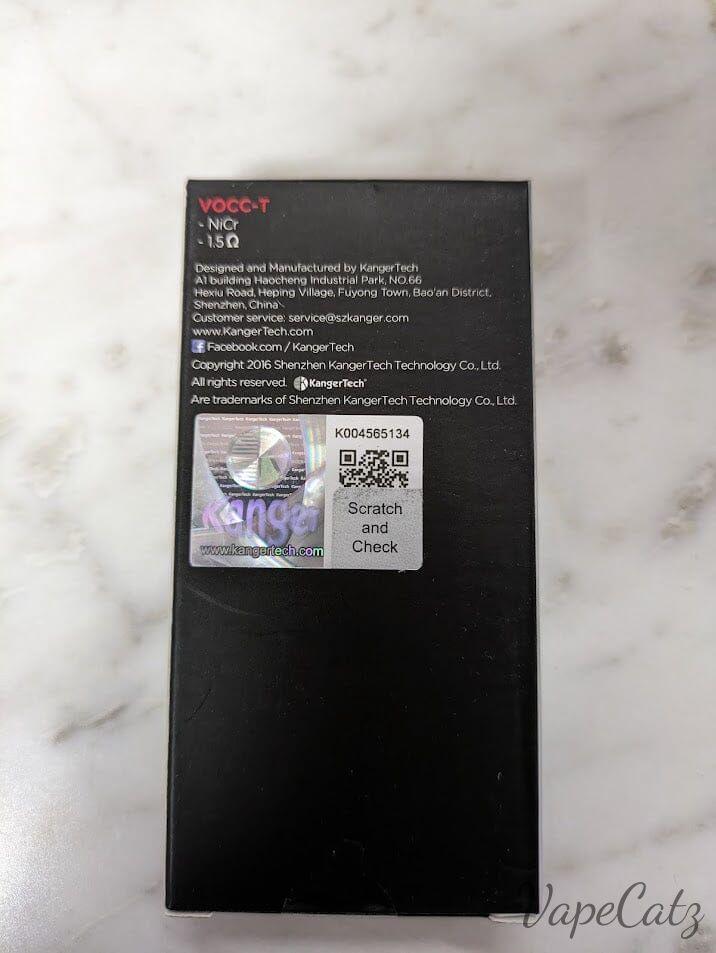 VOCC-T
- NiCr
- 1.5 Ω
Designed and Manufactured by KangerTech
A1 building Haocheng Industrial Park, NO.66
Hexiu Road, Heping Village, Fuyong Town, Bao'an District,
Shenzhen, China
Customer service: service@szkanger.com
www.KangerTech.com
f Facebook.com / KangerTech
Copyright 2016 Shenzhen KangerTech Technology Co., Ltd.
All rights reserved. KangerTech®
Are trademarks of Shenzhen KangerTech Technology Co., Ltd.
Kanger
www.kangertech.com
K004565134
Scratch
and
Check
VapeCatz